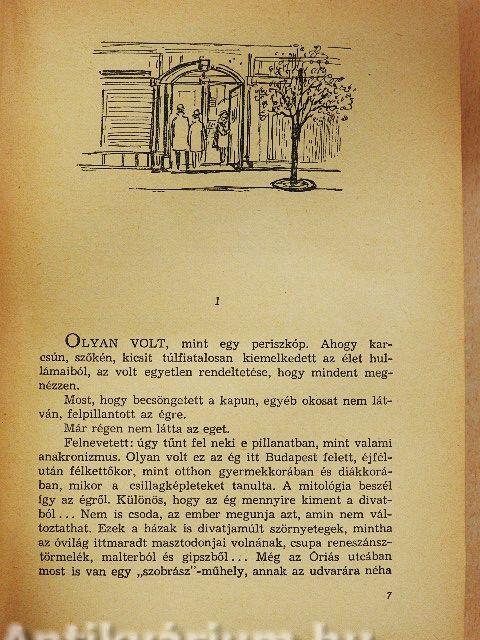 1
OLYAN VOLT, mint egy periszkóp. Ahogy kar-
csún, szőkén, kicsit túlfiatalosan kiemelkedett az élet hul-
lámaiból, az volt egyetlen rendeltetése, hogy mindent meg-
nézzen.
Most, hogy becsöngetett a kapun, egyéb okosat nem lát-
ván, felpillantott az égre.
Már régen nem látta az eget.
Felnevetett: úgy tűnt fel neki e pillanatban, mint valami
anakronizmus. Olyan volt ez az ég itt Budapest felett, éjfél-
után félkettőkor, mint otthon gyermekkorában és diákkorá-
ban, mikor a csillagképleteket tanulta. A mitológia beszél
így az égről. Különös, hogy az ég mennyire kiment a divat-
ból... Nem is csoda, az ember megunja azt, amin nem vál-
toztathat. Ezek a házak is divatjamúlt szörnyetegek, mintha
az óvilág ittmaradt masztodonjai volnának, csupa reneszánsz-
törmelék, malterból és gipszből... Még az Óriás utcában
most is van egy „szobrász"-műhely, annak az udvarára néha
7
Antikvárium.hu